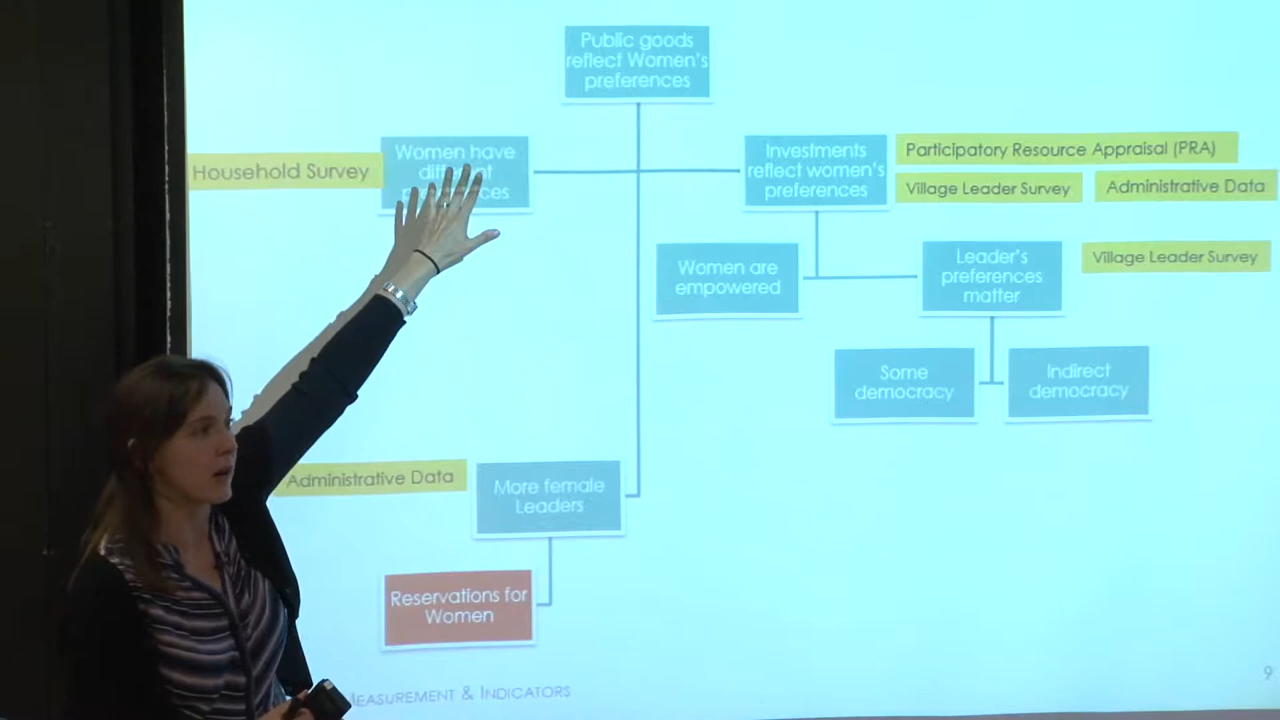 Public goods
reflect Women's
preferences
Household Survey
Women have
Investments
reflect women's
preferences
Participatory Resource Appraisal (PRA)
Village Leader Survey
Administrative Data
Women are
empowered
Leader's
preferences
matter
Village Leader Survey
Some
democracy
Indirect
democracy
Administrative Data
More female
Leaders
Reservations for
Women
9
& INDICATORS